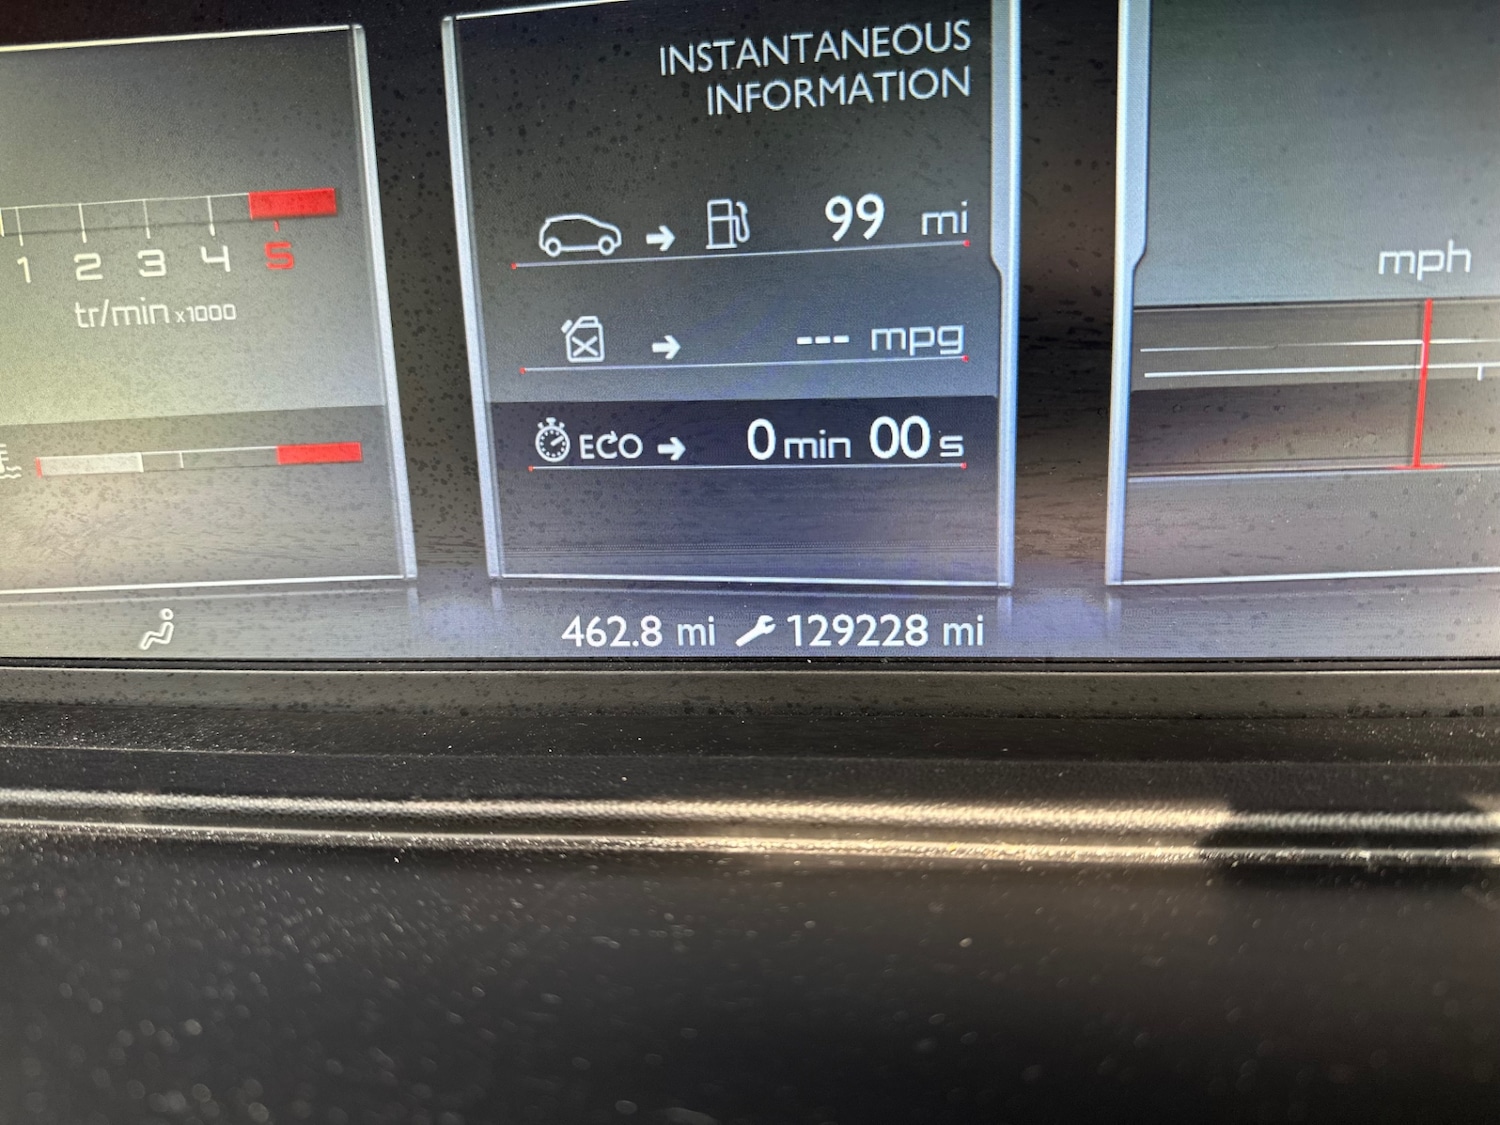 INSTANTANEOUS
INFORMATION
99 mi
1 2 3 4 5
mph
tr/min x1000
--- mpg
ECO 0 min 00 s
462.8 mi 129228 mi